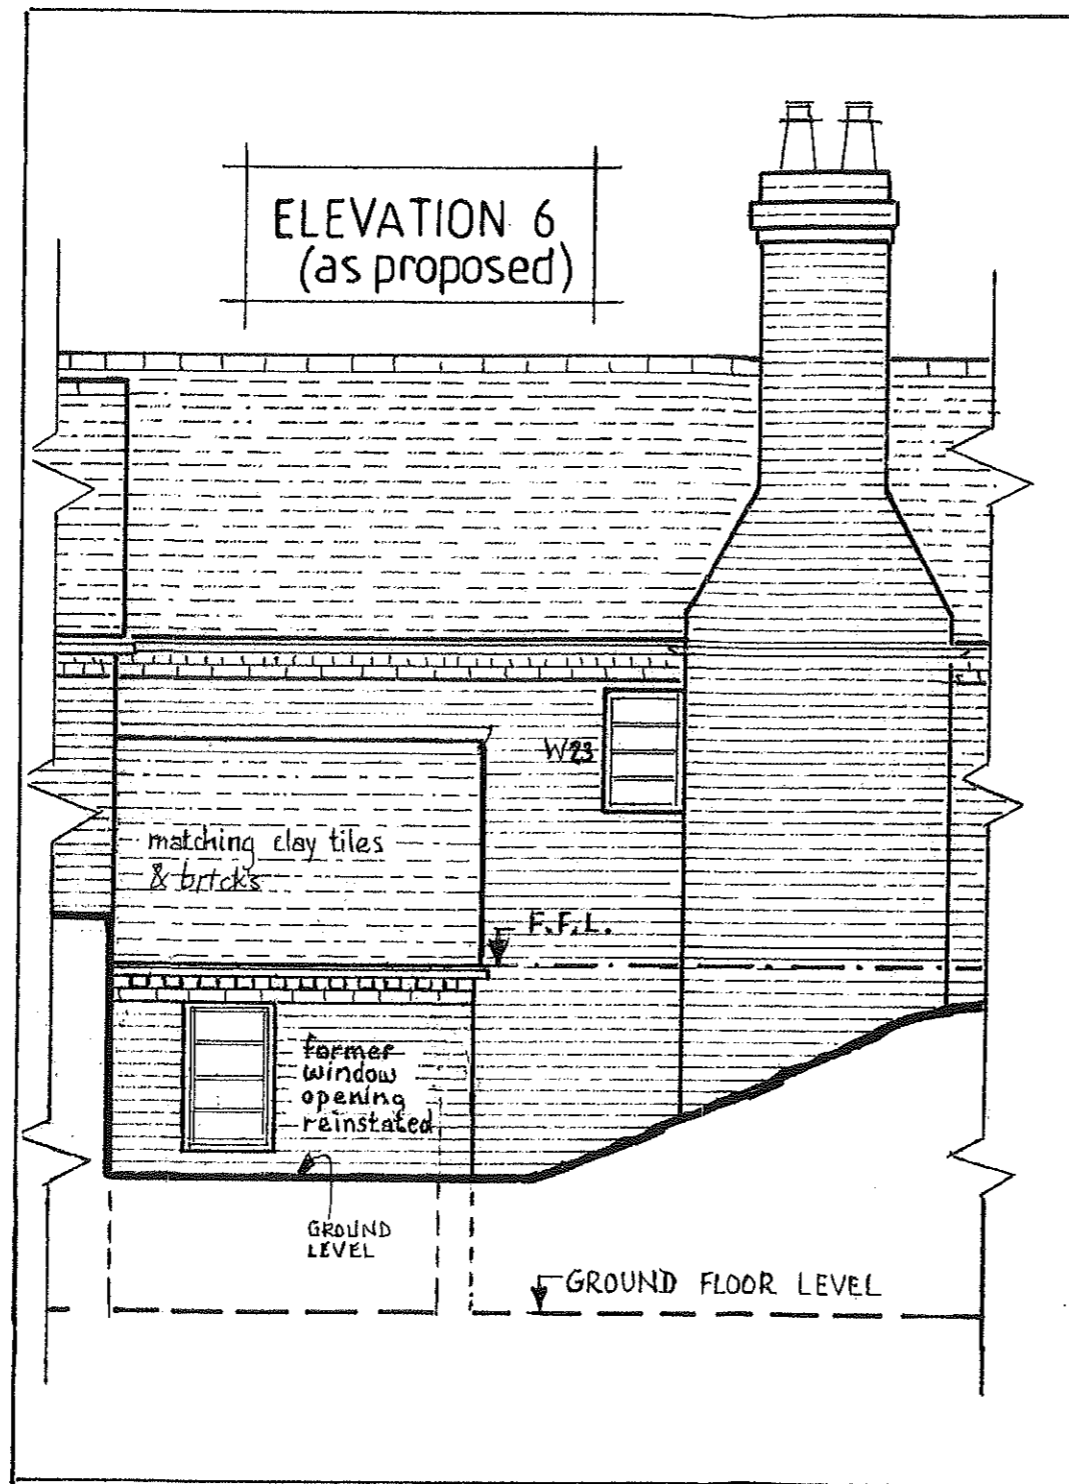 ELEVATION 6
(as proposed)
W23
matching clay tiles
& bricks
F.F.L.
former
window
opening
reinstated
GROUND
LEVEL
GROUND FLOOR LEVEL